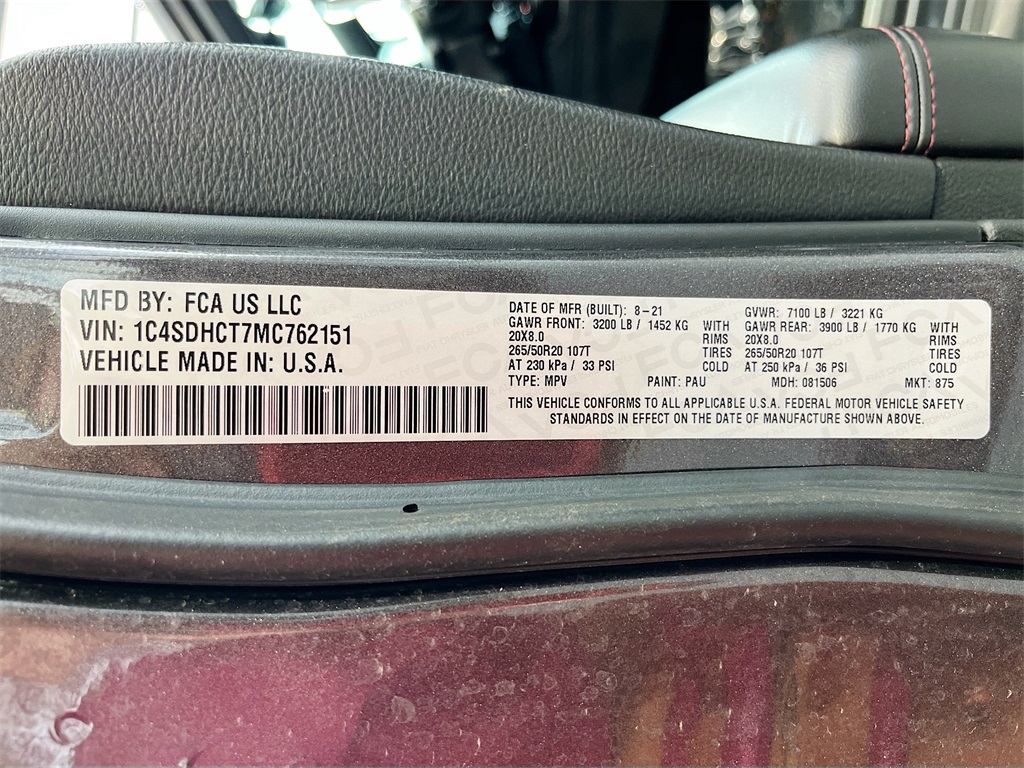 MFD BY: FCA US LLC
VIN: 1C4SDHCT7MC762151
VEHICLE MADE IN: U.S.A.
DATE OF MFR (BUILT): 8-21 GVWR: 7100 LB / 3221 KG
GAWR FRONT: 3200 LB / 1452 KG WITH GAWR REAR: 3900 LB / 1770 KG WITH
20X8.0 RIMS 20X8.0 RIMS
265/50R20 107T TIRES 265/50R20 107T TIRES
AT 230 kPa / 33 PSI COLD AT 250 kPa / 36 PSI COLD
TYPE: MPV PAINT: PAU MDH: 081506 MKT: 875
THIS VEHICLE CONFORMS TO ALL APPLICABLE U.S.A. FEDERAL MOTOR VEHICLE SAFETY
STANDARDS IN EFFECT ON THE DATE OF MANUFACTURE SHOWN ABOVE.